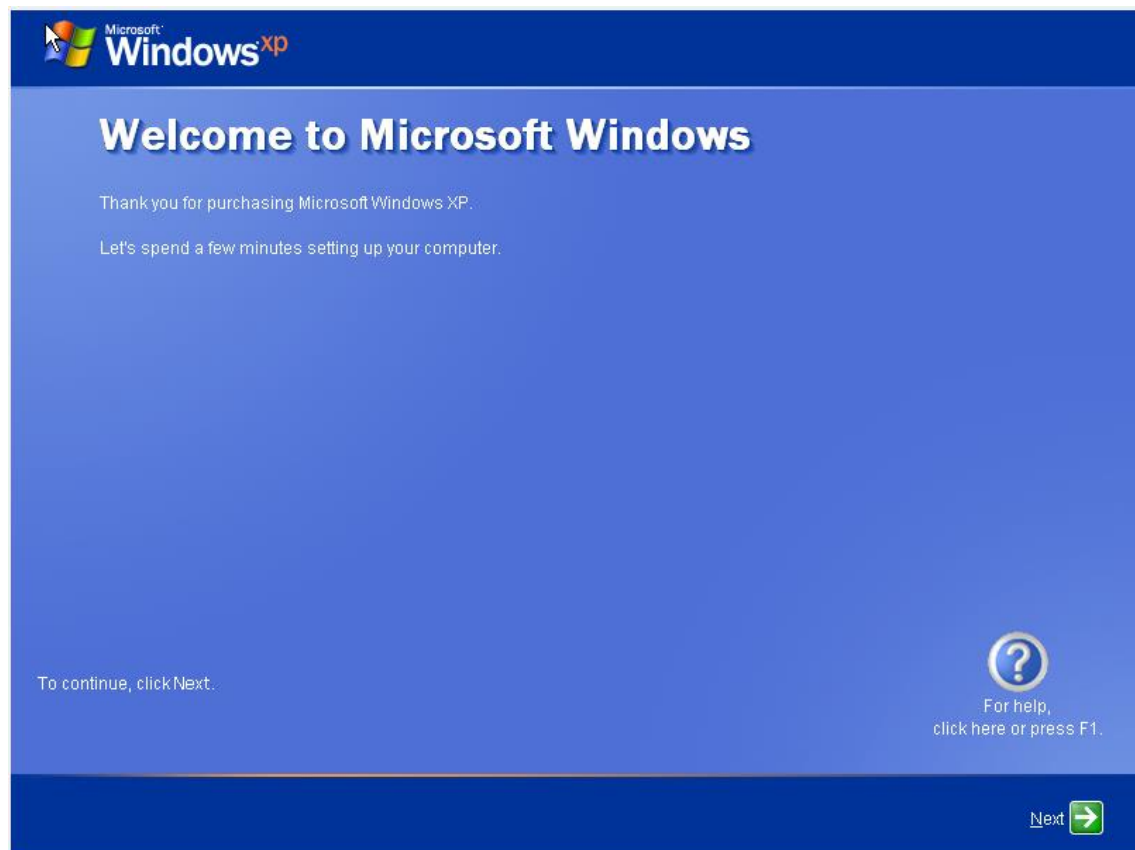 Microsoft
Windows xp
Welcome to Microsoft Windows
Thank you for purchasing Microsoft Windows XP.
Let's spend a few minutes setting up your computer.
To continue, click Next.
?
For help,
click here or press F1.
Next